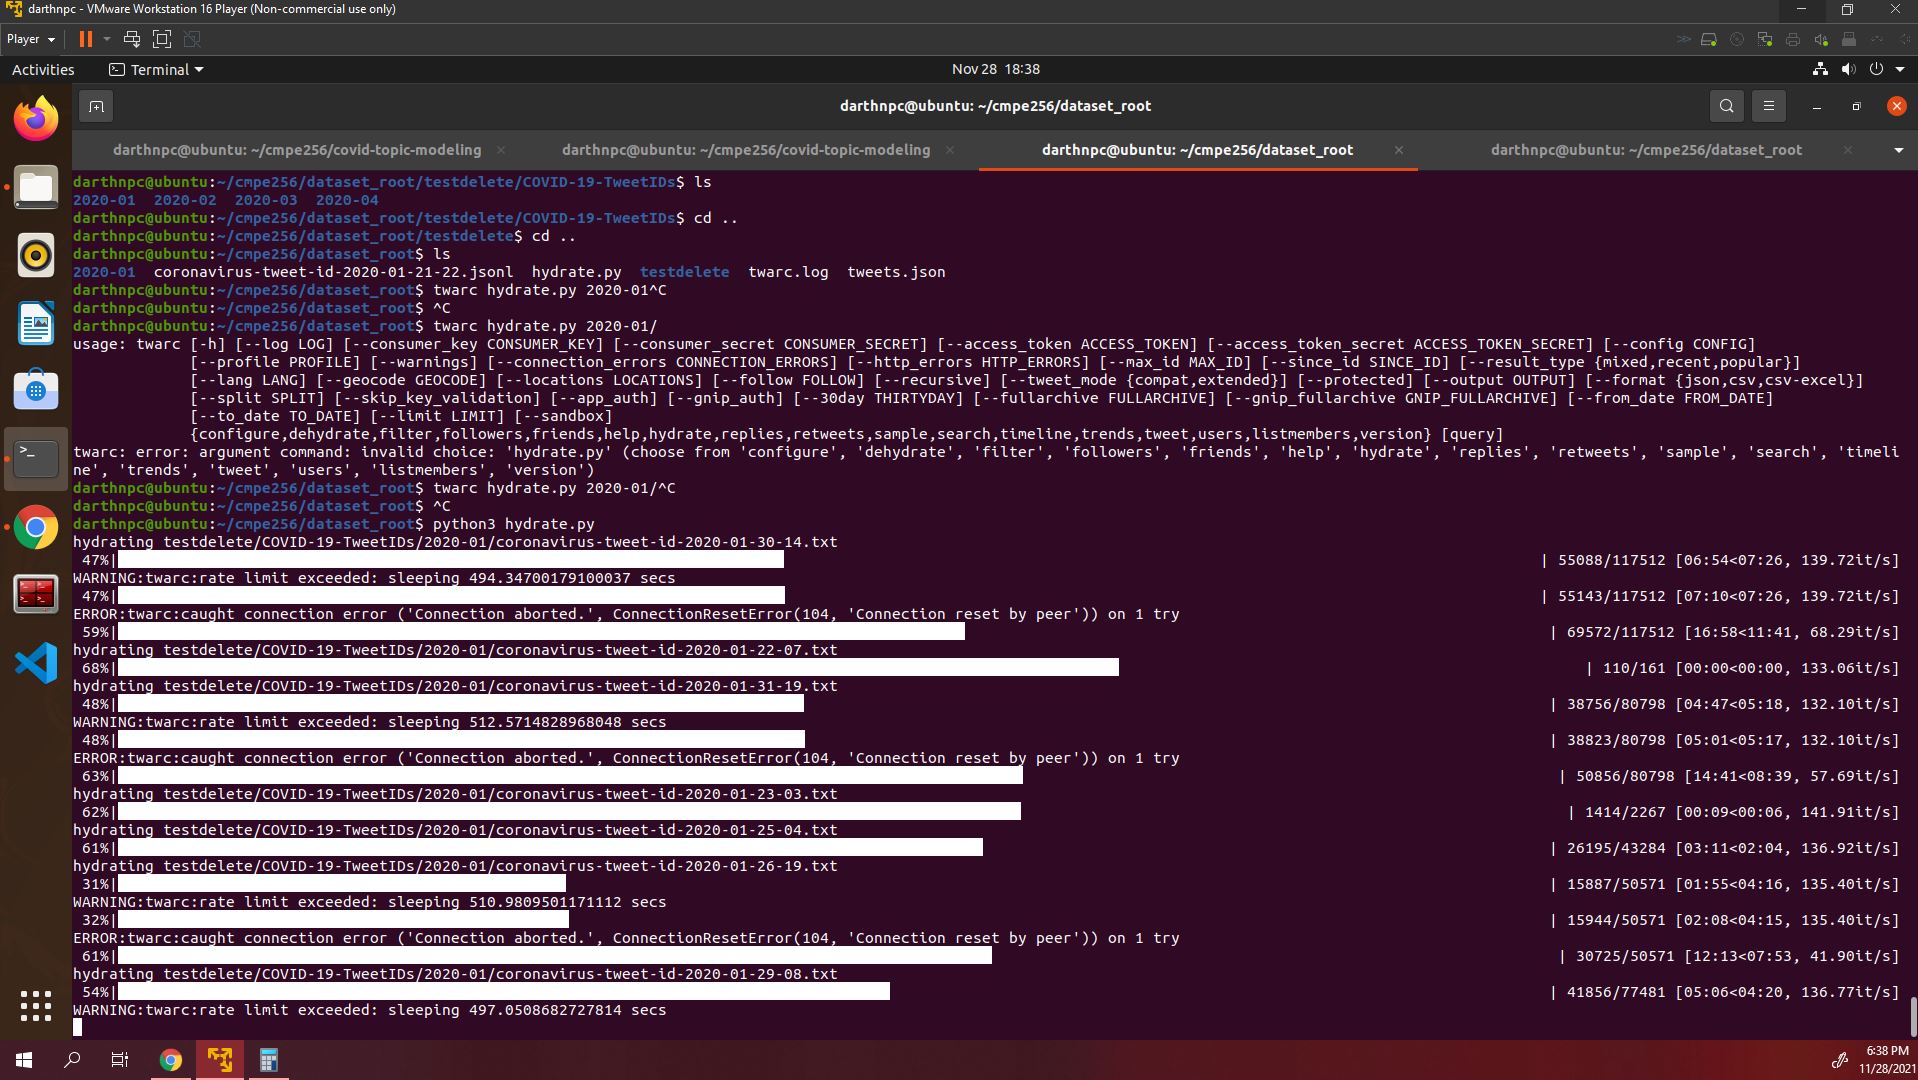 darthnpc - VMware Workstation 16 Player (Non-commercial use only)
Player
Activities
Terminal
Nov 28 18:38
darthnpc@ubuntu: ~/cmpe256/dataset_root
darthnpc@ubuntu: ~/cmpe256/covid-topic-modeling
darthnpc@ubuntu: ~/cmpe256/covid-topic-modeling
darthnpc@ubuntu: ~/cmpe256/dataset_root
darthnpc@ubuntu: ~/cmpe256/dataset_root
darthnpc@ubuntu:~/cmpe256/dataset_root/testdelete/COVID-19-TweetIDs$ ls
2020-01  2020-02  2020-03  2020-04
darthnpc@ubuntu:~/cmpe256/dataset_root/testdelete/COVID-19-TweetIDs$ cd ..
darthnpc@ubuntu:~/cmpe256/dataset_root/testdelete$ cd ..
darthnpc@ubuntu:~/cmpe256/dataset_root$ ls
2020-01  coronavirus-tweet-id-2020-01-21-22.jsonl  hydrate.py  testdelete  twarc.log  tweets.json
darthnpc@ubuntu:~/cmpe256/dataset_root$ twarc hydrate.py 2020-01^C
darthnpc@ubuntu:~/cmpe256/dataset_root$ ^C
darthnpc@ubuntu:~/cmpe256/dataset_root$ twarc hydrate.py 2020-01/
usage: twarc [-h] [--log LOG] [--consumer_key CONSUMER_KEY] [--consumer_secret CONSUMER_SECRET] [--access_token ACCESS_TOKEN] [--access_token_secret ACCESS_TOKEN_SECRET] [--config CONFIG]
[--profile PROFILE] [--warnings] [--connection_errors CONNECTION_ERRORS] [--http_errors HTTP_ERRORS] [--max_id MAX_ID] [--since_id SINCE_ID] [--result_type {mixed,recent,popular}]
[--lang LANG] [--geocode GEOCODE] [--locations LOCATIONS] [--follow FOLLOW] [--recursive] [--tweet_mode {compat,extended}] [--protected] [--output OUTPUT] [--format {json,csv,csv-excel}]
[--split SPLIT] [--skip_key_validation] [--app_auth] [--gnip_auth] [--30day THIRTYDAY] [--fullarchive FULLARCHIVE] [--gnip_fullarchive GNIP_FULLARCHIVE] [--from_date FROM_DATE]
[--to_date TO_DATE] [--limit LIMIT] [--sandbox]
{configure,dehydrate,filter,followers,friends,help,hydrate,replies,retweets,sample,search,timeline,trends,tweet,users,listmembers,version} [query]
twarc: error: argument command: invalid choice: 'hydrate.py' (choose from 'configure', 'dehydrate', 'filter', 'followers', 'friends', 'help', 'hydrate', 'replies', 'retweets', 'sample', 'search', 'timeli
ne', 'trends', 'tweet', 'users', 'listmembers', 'version')
darthnpc@ubuntu:~/cmpe256/dataset_root$ twarc hydrate.py 2020-01/^C
darthnpc@ubuntu:~/cmpe256/dataset_root$ ^C
darthnpc@ubuntu:~/cmpe256/dataset_root$ python3 hydrate.py
hydrating testdelete/COVID-19-TweetIDs/2020-01/coronavirus-tweet-id-2020-01-30-14.txt
47%| | 55088/117512 [06:54<07:26, 139.72it/s]
WARNING:twarc:rate limit exceeded: sleeping 494.34700179100037 secs
47%| | 55143/117512 [07:10<07:26, 139.72it/s]
ERROR:twarc:caught connection error ('Connection aborted.', ConnectionResetError(104, 'Connection reset by peer')) on 1 try
59%| | 69572/117512 [16:58<11:41, 68.29it/s]
hydrating testdelete/COVID-19-TweetIDs/2020-01/coronavirus-tweet-id-2020-01-22-07.txt
68%| | 110/161 [00:00<00:00, 133.06it/s]
hydrating testdelete/COVID-19-TweetIDs/2020-01/coronavirus-tweet-id-2020-01-31-19.txt
48%| | 38756/80798 [04:47<05:18, 132.10it/s]
WARNING:twarc:rate limit exceeded: sleeping 512.5714828968048 secs
48%| | 38823/80798 [05:01<05:17, 132.10it/s]
ERROR:twarc:caught connection error ('Connection aborted.', ConnectionResetError(104, 'Connection reset by peer')) on 1 try
63%| | 50856/80798 [14:41<08:39, 57.69it/s]
hydrating testdelete/COVID-19-TweetIDs/2020-01/coronavirus-tweet-id-2020-01-23-03.txt
62%| | 1414/2267 [00:09<00:06, 141.91it/s]
hydrating testdelete/COVID-19-TweetIDs/2020-01/coronavirus-tweet-id-2020-01-25-04.txt
61%| | 26195/43284 [03:11<02:04, 136.92it/s]
hydrating testdelete/COVID-19-TweetIDs/2020-01/coronavirus-tweet-id-2020-01-26-19.txt
31%| | 15887/50571 [01:55<04:16, 135.40it/s]
WARNING:twarc:rate limit exceeded: sleeping 510.9809501171112 secs
32%| | 15944/50571 [02:08<04:15, 135.40it/s]
ERROR:twarc:caught connection error ('Connection aborted.', ConnectionResetError(104, 'Connection reset by peer')) on 1 try
61%| | 30725/50571 [12:13<07:53, 41.90it/s]
hydrating testdelete/COVID-19-TweetIDs/2020-01/coronavirus-tweet-id-2020-01-29-08.txt
54%| | 41856/77481 [05:06<04:20, 136.77it/s]
WARNING:twarc:rate limit exceeded: sleeping 497.0508682727814 secs
6:38 PM
11/28/2021